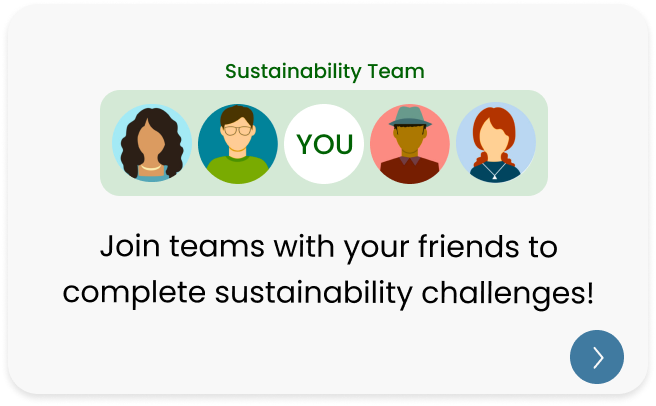 Sustainability Team
YOU
Join teams with your friends to
complete sustainability challenges!